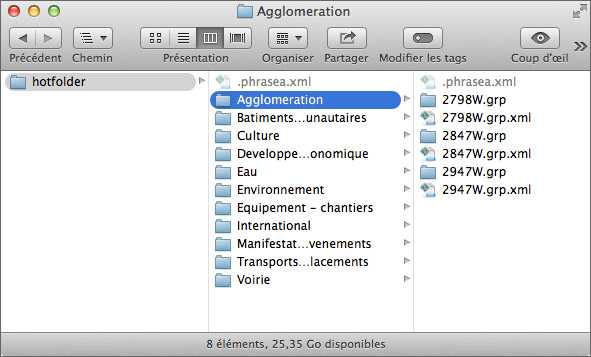 Agglomeration
Précédent Chemin Présentation Organiser Partager Modifier les tags Coup d'œil
hotfolder
.phrasea.xml
Agglomeration
Batiments...unautaires
Culture
Developpe...onomique
Eau
Environnement
Equipement - chantiers
International
Manifestat...venements
Transports...lacements
Voirie
.phrasea.xml
2798W.grp
2798W.grp.xml
2847W.grp
2847W.grp.xml
2947W.grp
2947W.grp.xml
8 éléments, 25,35 Go disponibles